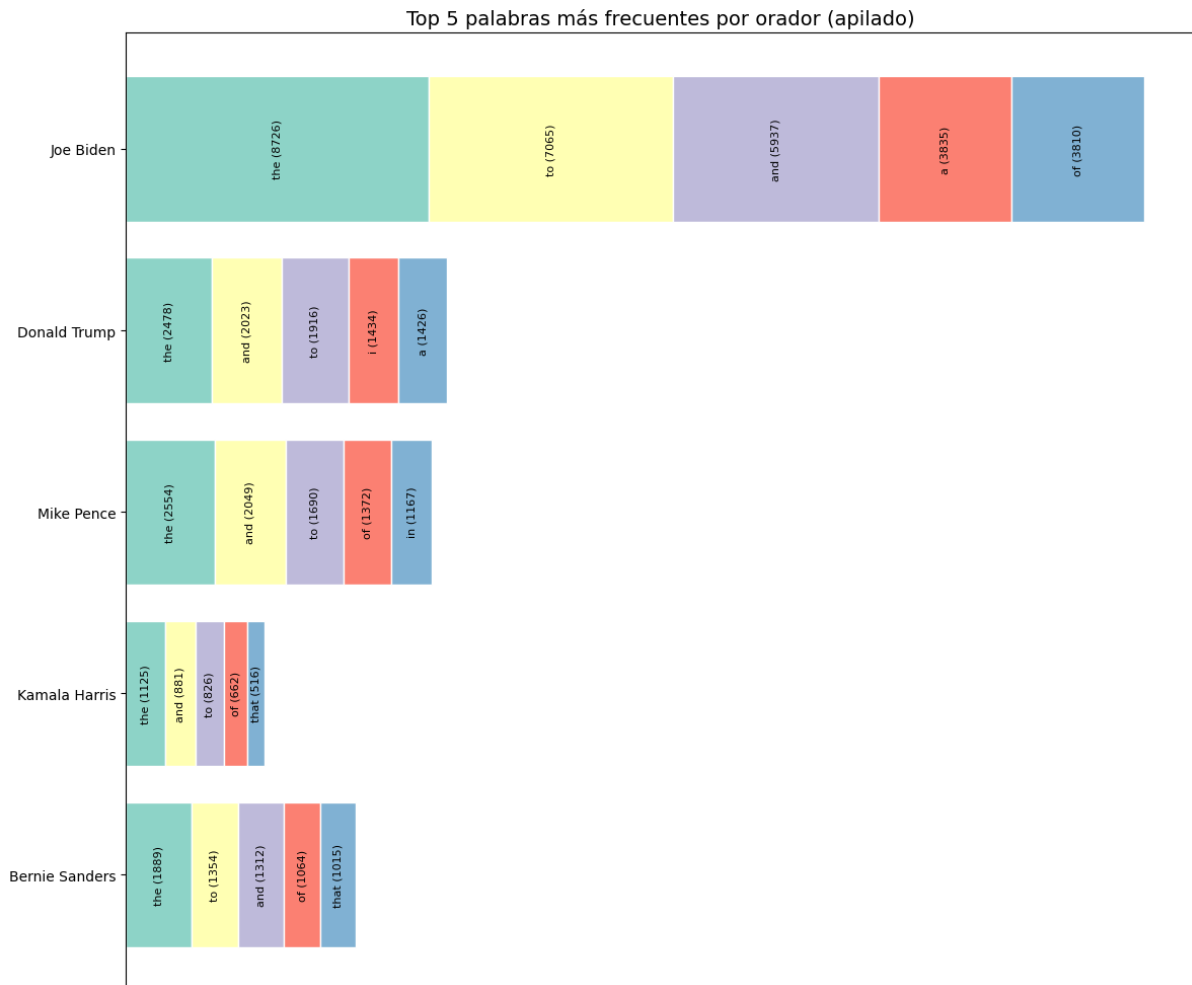 Top 5 palabras más frecuentes por orador (apilado)
Joe Biden
the (8726)
to (7065)
and (5937)
a (3835)
of (3810)
Donald Trump
the (2478)
and (2023)
to (1916)
i (1434)
a (1426)
Mike Pence
the (2554)
and (2049)
to (1690)
of (1372)
in (1167)
Kamala Harris
the (1125)
and (881)
to (826)
of (662)
that (516)
Bernie Sanders
the (1889)
to (1354)
and (1312)
of (1064)
that (1015)